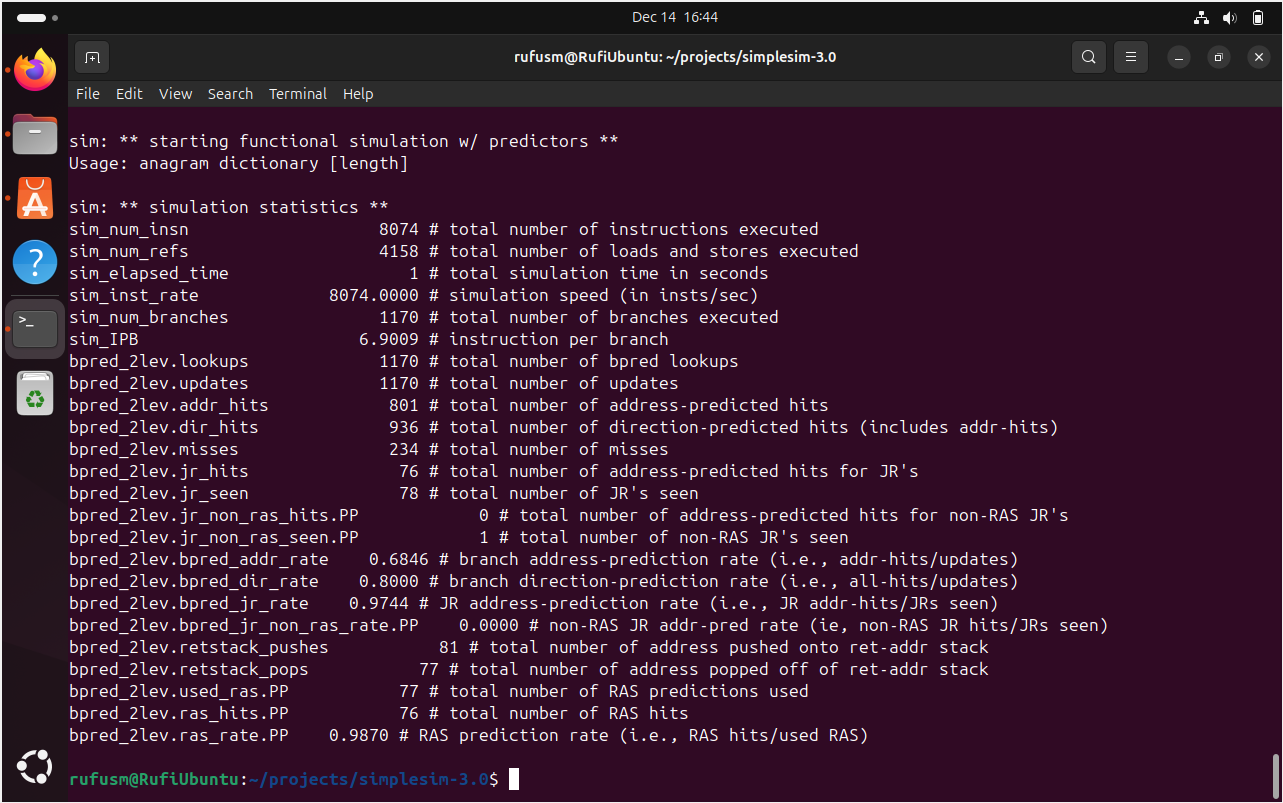 Dec 14 16:44
rufusm@RufiUbuntu: ~/projects/simplesim-3.0
File Edit View Search Terminal Help
sim: ** starting functional simulation w/ predictors **
Usage: anagram dictionary [length]
sim: ** simulation statistics **
sim_num_insn 8074 # total number of instructions executed
sim_num_refs 4158 # total number of loads and stores executed
sim_elapsed_time 1 # total simulation time in seconds
sim_inst_rate 8074.0000 # simulation speed (in insts/sec)
sim_num_branches 1170 # total number of branches executed
sim_IPB 6.9009 # instruction per branch
bpred_2lev.lookups 1170 # total number of bpred lookups
bpred_2lev.updates 1170 # total number of updates
bpred_2lev.addr_hits 801 # total number of address-predicted hits
bpred_2lev.dir_hits 936 # total number of direction-predicted hits (includes addr-hits)
bpred_2lev.misses 234 # total number of misses
bpred_2lev.jr_hits 76 # total number of address-predicted hits for JR's
bpred_2lev.jr_seen 78 # total number of JR's seen
bpred_2lev.jr_non_ras_hits.PP 0 # total number of address-predicted hits for non-RAS JR's
bpred_2lev.jr_non_ras_seen.PP 1 # total number of non-RAS JR's seen
bpred_2lev.bpred_addr_rate 0.6846 # branch address-prediction rate (i.e., addr-hits/updates)
bpred_2lev.bpred_dir_rate 0.8000 # branch direction-prediction rate (i.e., all-hits/updates)
bpred_2lev.bpred_jr_rate 0.9744 # JR address-prediction rate (i.e., JR addr-hits/JRs seen)
bpred_2lev.bpred_jr_non_ras_rate.PP 0.0000 # non-RAS JR addr-pred rate (ie, non-RAS JR hits/JRs seen)
bpred_2lev.retstack_pushes 81 # total number of address pushed onto ret-addr stack
bpred_2lev.retstack_pops 77 # total number of address popped off of ret-addr stack
bpred_2lev.used_ras.PP 77 # total number of RAS predictions used
bpred_2lev.ras_hits.PP 76 # total number of RAS hits
bpred_2lev.ras_rate.PP 0.9870 # RAS prediction rate (i.e., RAS hits/used RAS)
rufusm@RufiUbuntu:~/projects/simplesim-3.0$